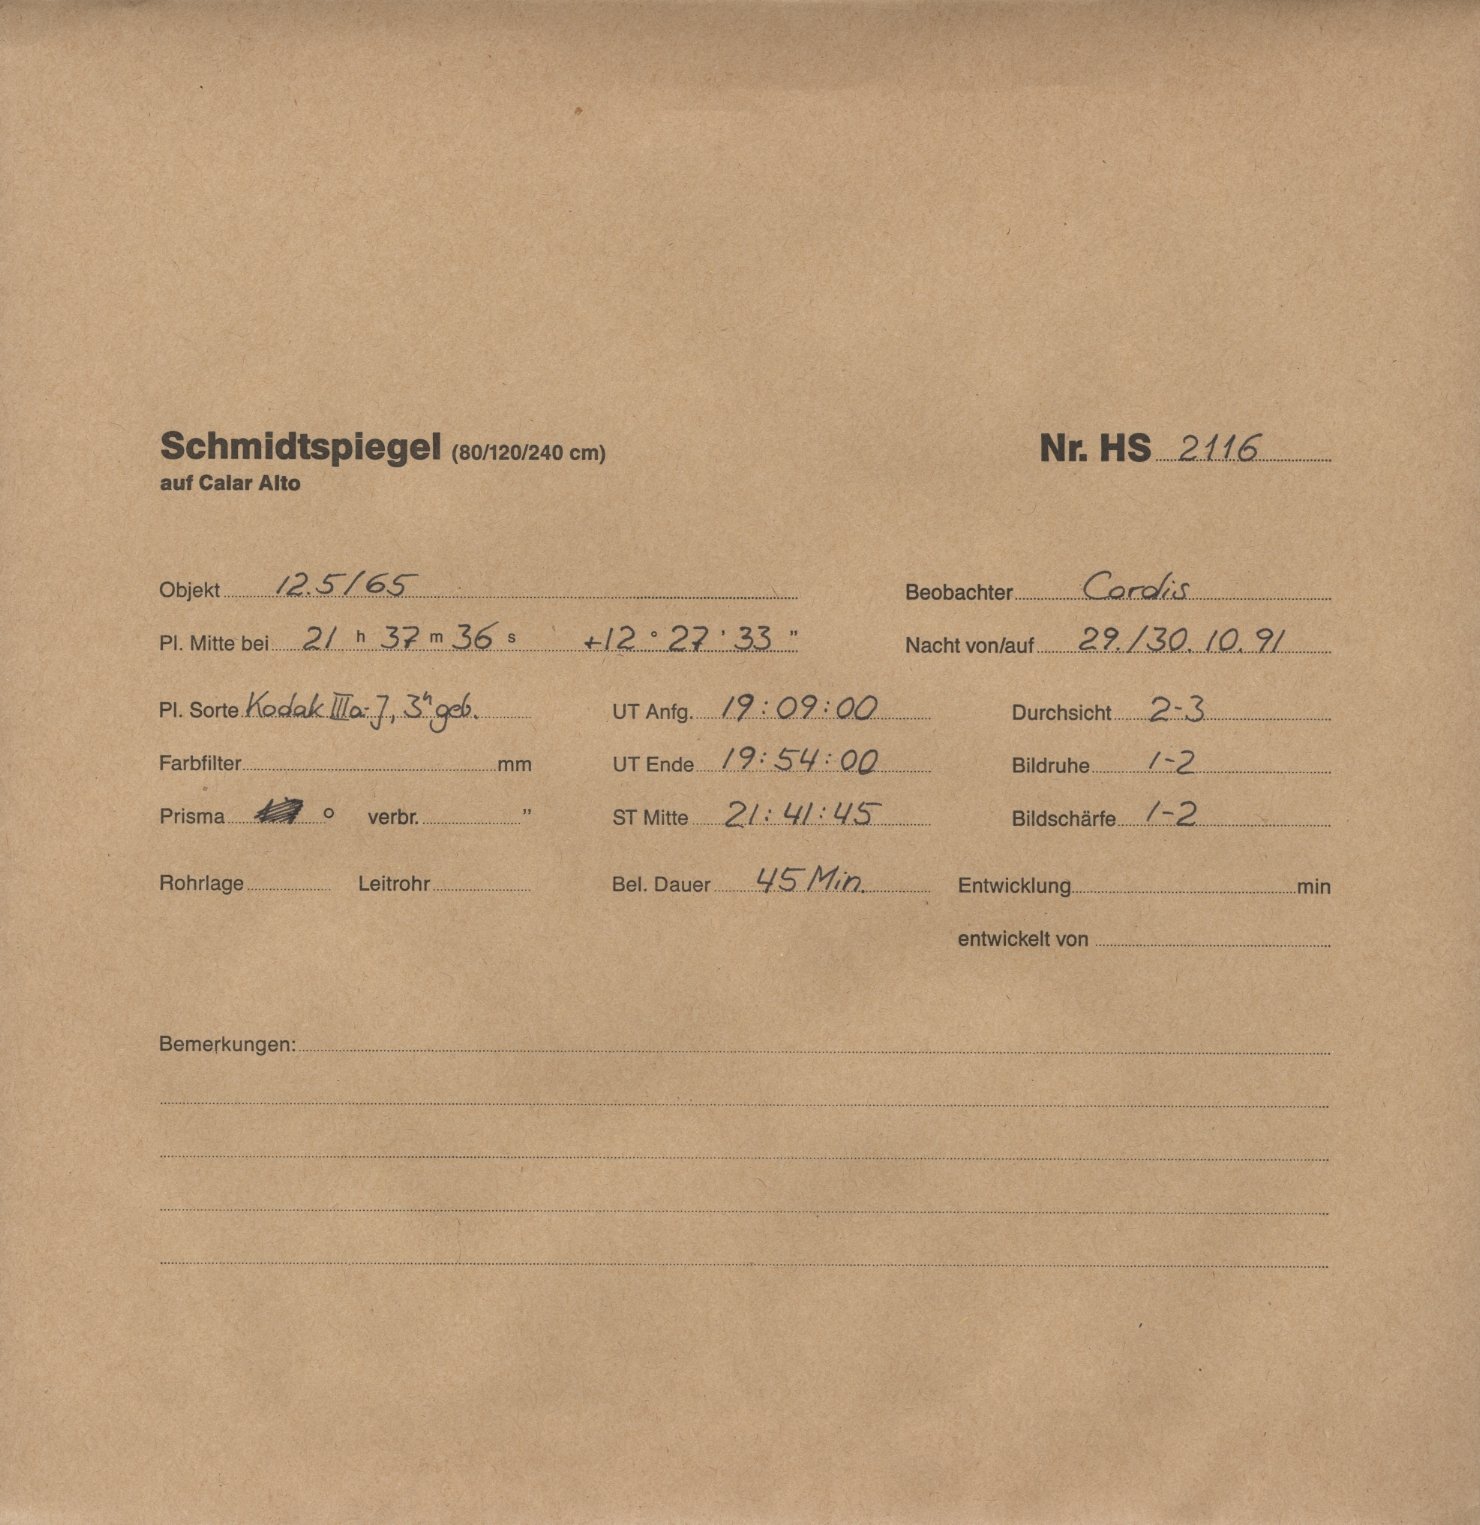 Schmidtspiegel (80/120/240 cm) Nr. HS 2116
auf Calar Alto
Objekt 12.5/65 Beobachter Cordis
Pl. Mitte bei 21 h 37 m 36 s +12 ° 27 ' 33 " Nacht von/auf 29./30. 10. 91
Pl. Sorte Kodak IIIa-J, 3h geb. UT Anfg. 19:09:00 Durchsicht 2-3
Farbfilter mm UT Ende 19:54:00 Bildruhe 1-2
Prisma ° verbr. " ST Mitte 21:41:45 Bildschärfe 1-2
Rohrlage Leitrohr Bel. Dauer 45 Min. Entwicklung min
entwickelt von
Bemerkungen: